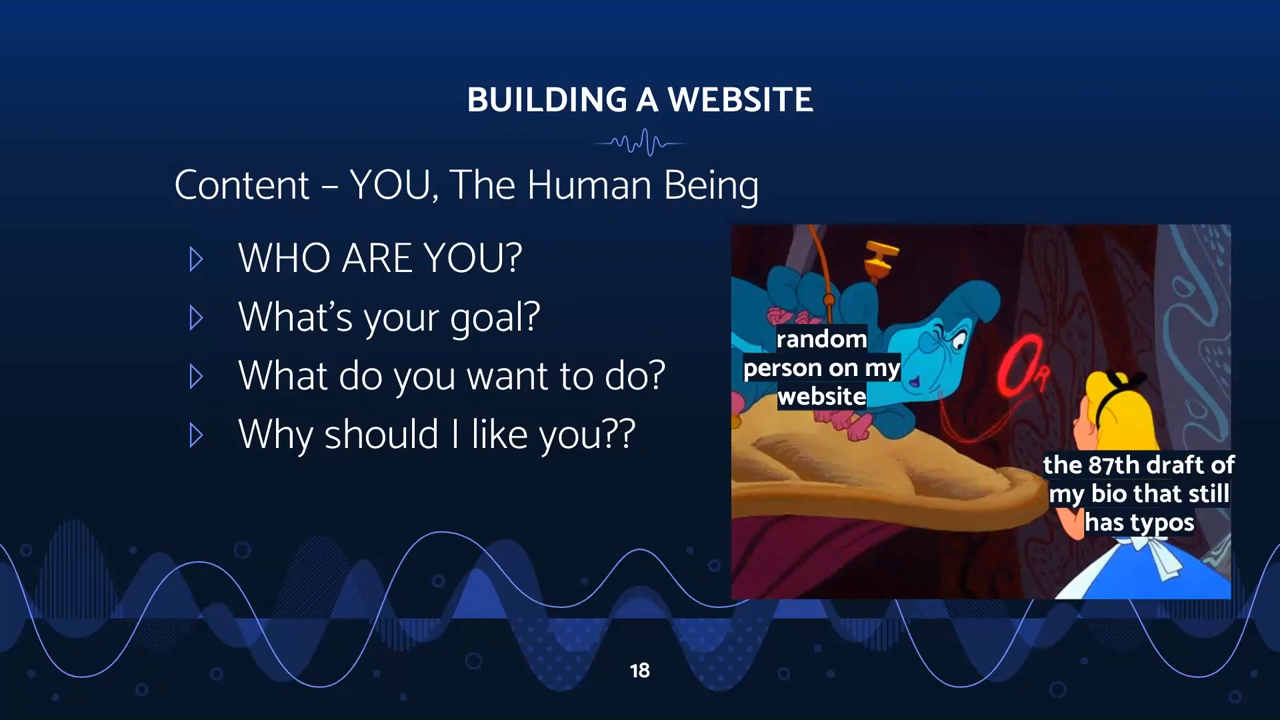 BUILDING A WEBSITE
Content – YOU, The Human Being
WHO ARE YOU?
What's your goal?
What do you want to do?
Why should I like you??
random
person on my
website
OR
the 87th draft of
my bio that still
has typos
18